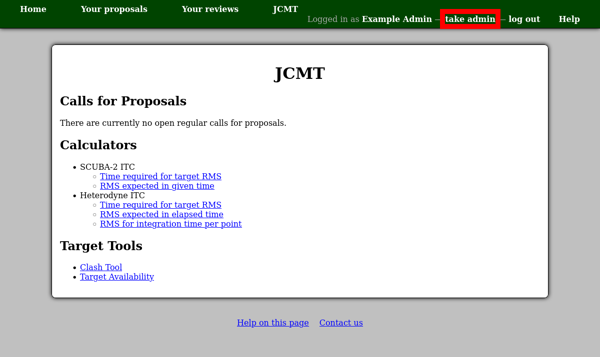 Home Your proposals Your reviews JCMT
Logged in as Example Admin — take admin — log out Help
JCMT
Calls for Proposals
There are currently no open regular calls for proposals.
Calculators
SCUBA-2 ITC
Time required for target RMS
RMS expected in given time
Heterodyne ITC
Time required for target RMS
RMS expected in elapsed time
RMS for integration time per point
Target Tools
Clash Tool
Target Availability
Help on this page Contact us